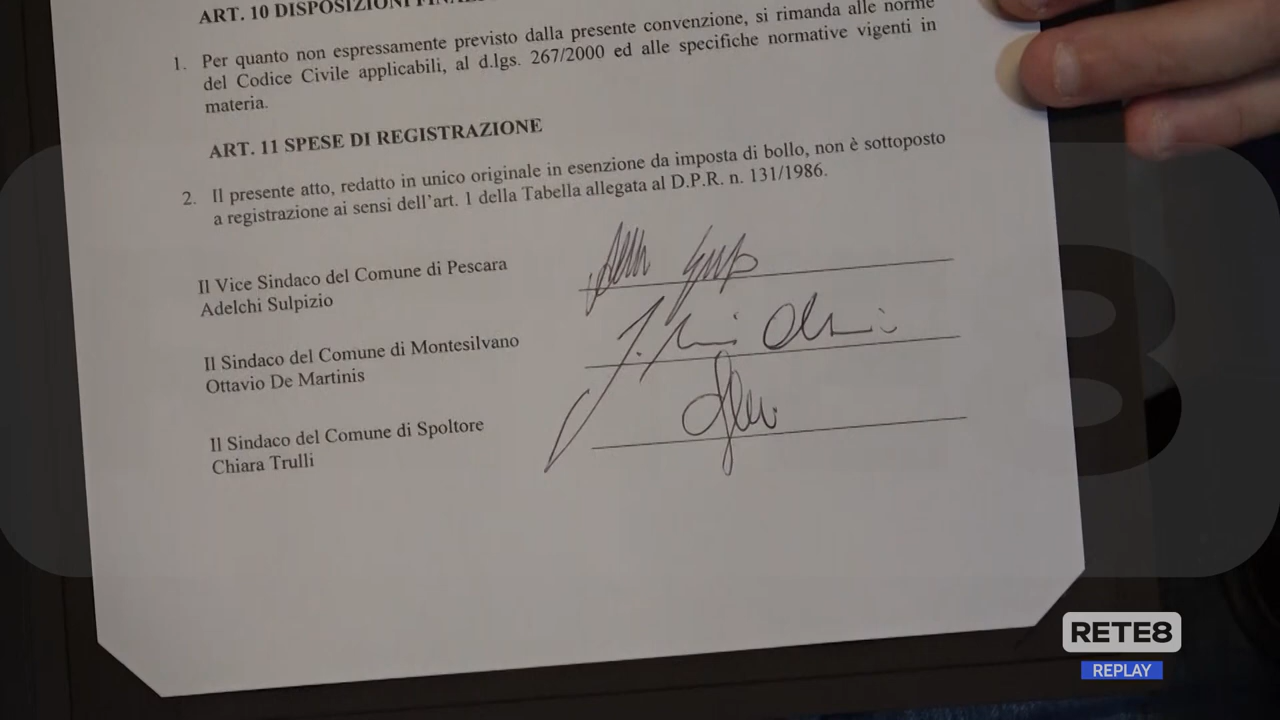 ART. 10 DISPOSIZIONI FINALI
1. Per quanto non espressamente previsto dalla presente convenzione, si rimanda alle norme
del Codice Civile applicabili, al d.lgs. 267/2000 ed alle specifiche normative vigenti in
materia.
ART. 11 SPESE DI REGISTRAZIONE
2. Il presente atto, redatto in unico originale in esenzione da imposta di bollo, non è sottoposto
a registrazione ai sensi dell'art. 1 della Tabella allegata al D.P.R. n. 131/1986.
Il Vice Sindaco del Comune di Pescara
Adelchi Sulpizio
Il Sindaco del Comune di Montesilvano
Ottavio De Martinis
Il Sindaco del Comune di Spoltore
Chiara Trulli
RETE8
REPLAY